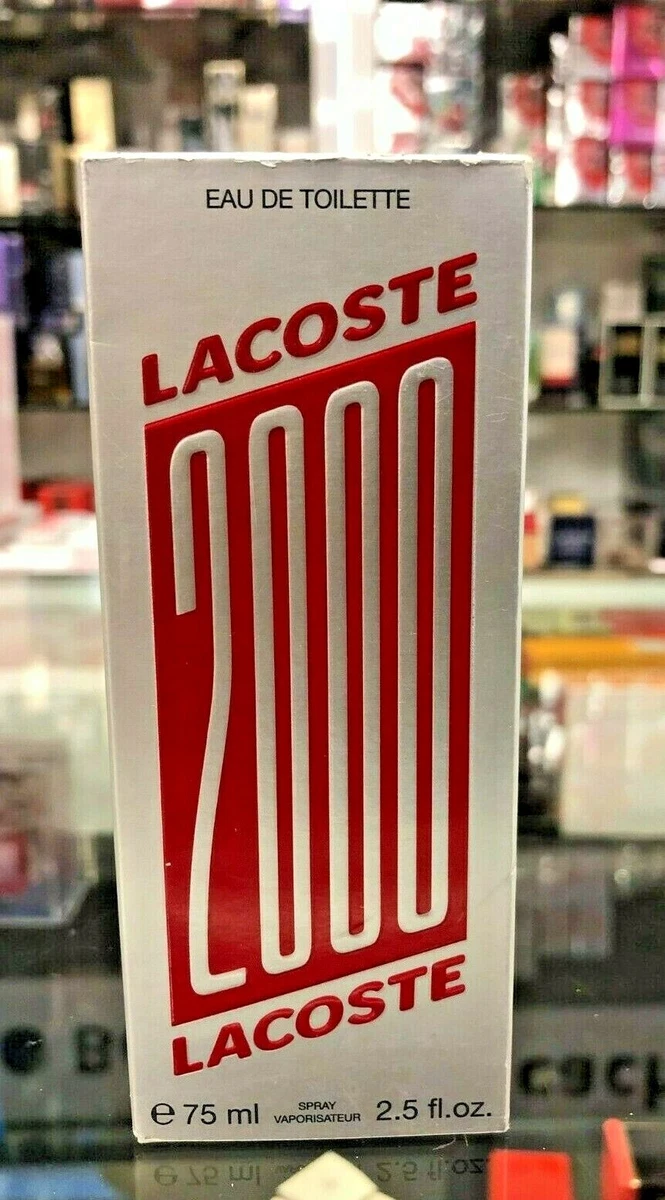 EAU DE TOILETTE
LACOSTE
2000
LACOSTE
℮ 75 ml SPRAY VAPORISATEUR 2.5 fl.oz.